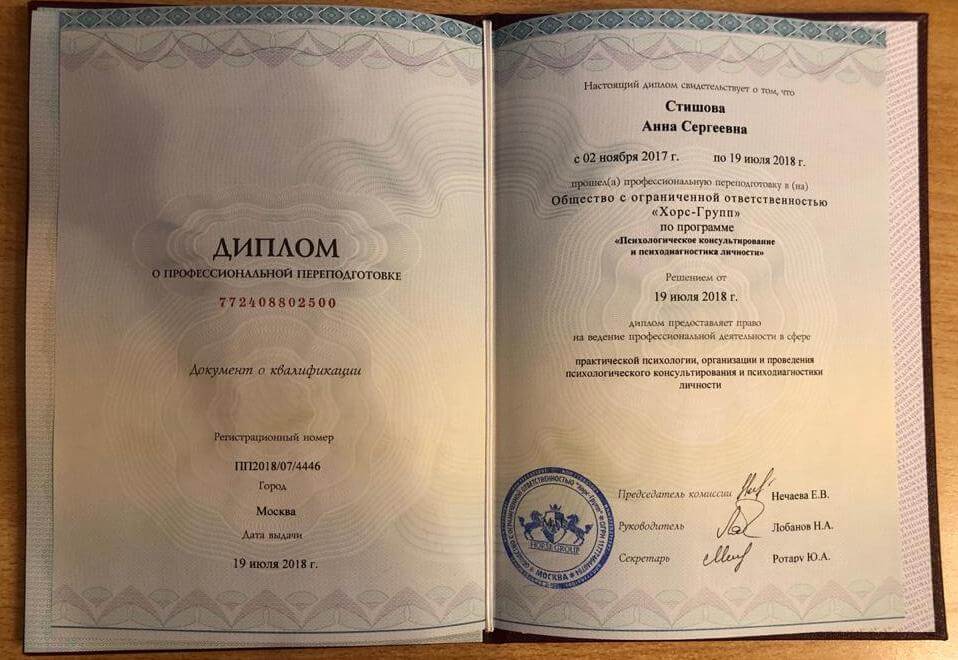 ДИПЛОМ
О ПРОФЕССИОНАЛЬНОЙ ПЕРЕПОДГОТОВКЕ
772408802500
Документ о квалификации
Регистрационный номер
ПП2018/07/4446
Город
Москва
Дата выдачи
19 июля 2018 г.
Настоящий диплом свидетельствует о том, что
Стишова
Анна Сергеевна
с 02 ноября 2017 г. по 19 июля 2018 г.
прошел(а) профессиональную переподготовку в (на)
Общество с ограниченной ответственностью
«Хорс-Групп»
по программе
«Психологическое консультирование
и психодиагностика личности»
Решением от
19 июля 2018 г.
диплом предоставляет право
на ведение профессиональной деятельности в сфере
практической психологии, организации и проведения
психологического консультирования и психодиагностики
личности
Председатель комиссии Нечаева Е.В.
Руководитель Лобанов Н.А.
Секретарь Ротару Ю.А.
HORSE GROUP
МОСКВА